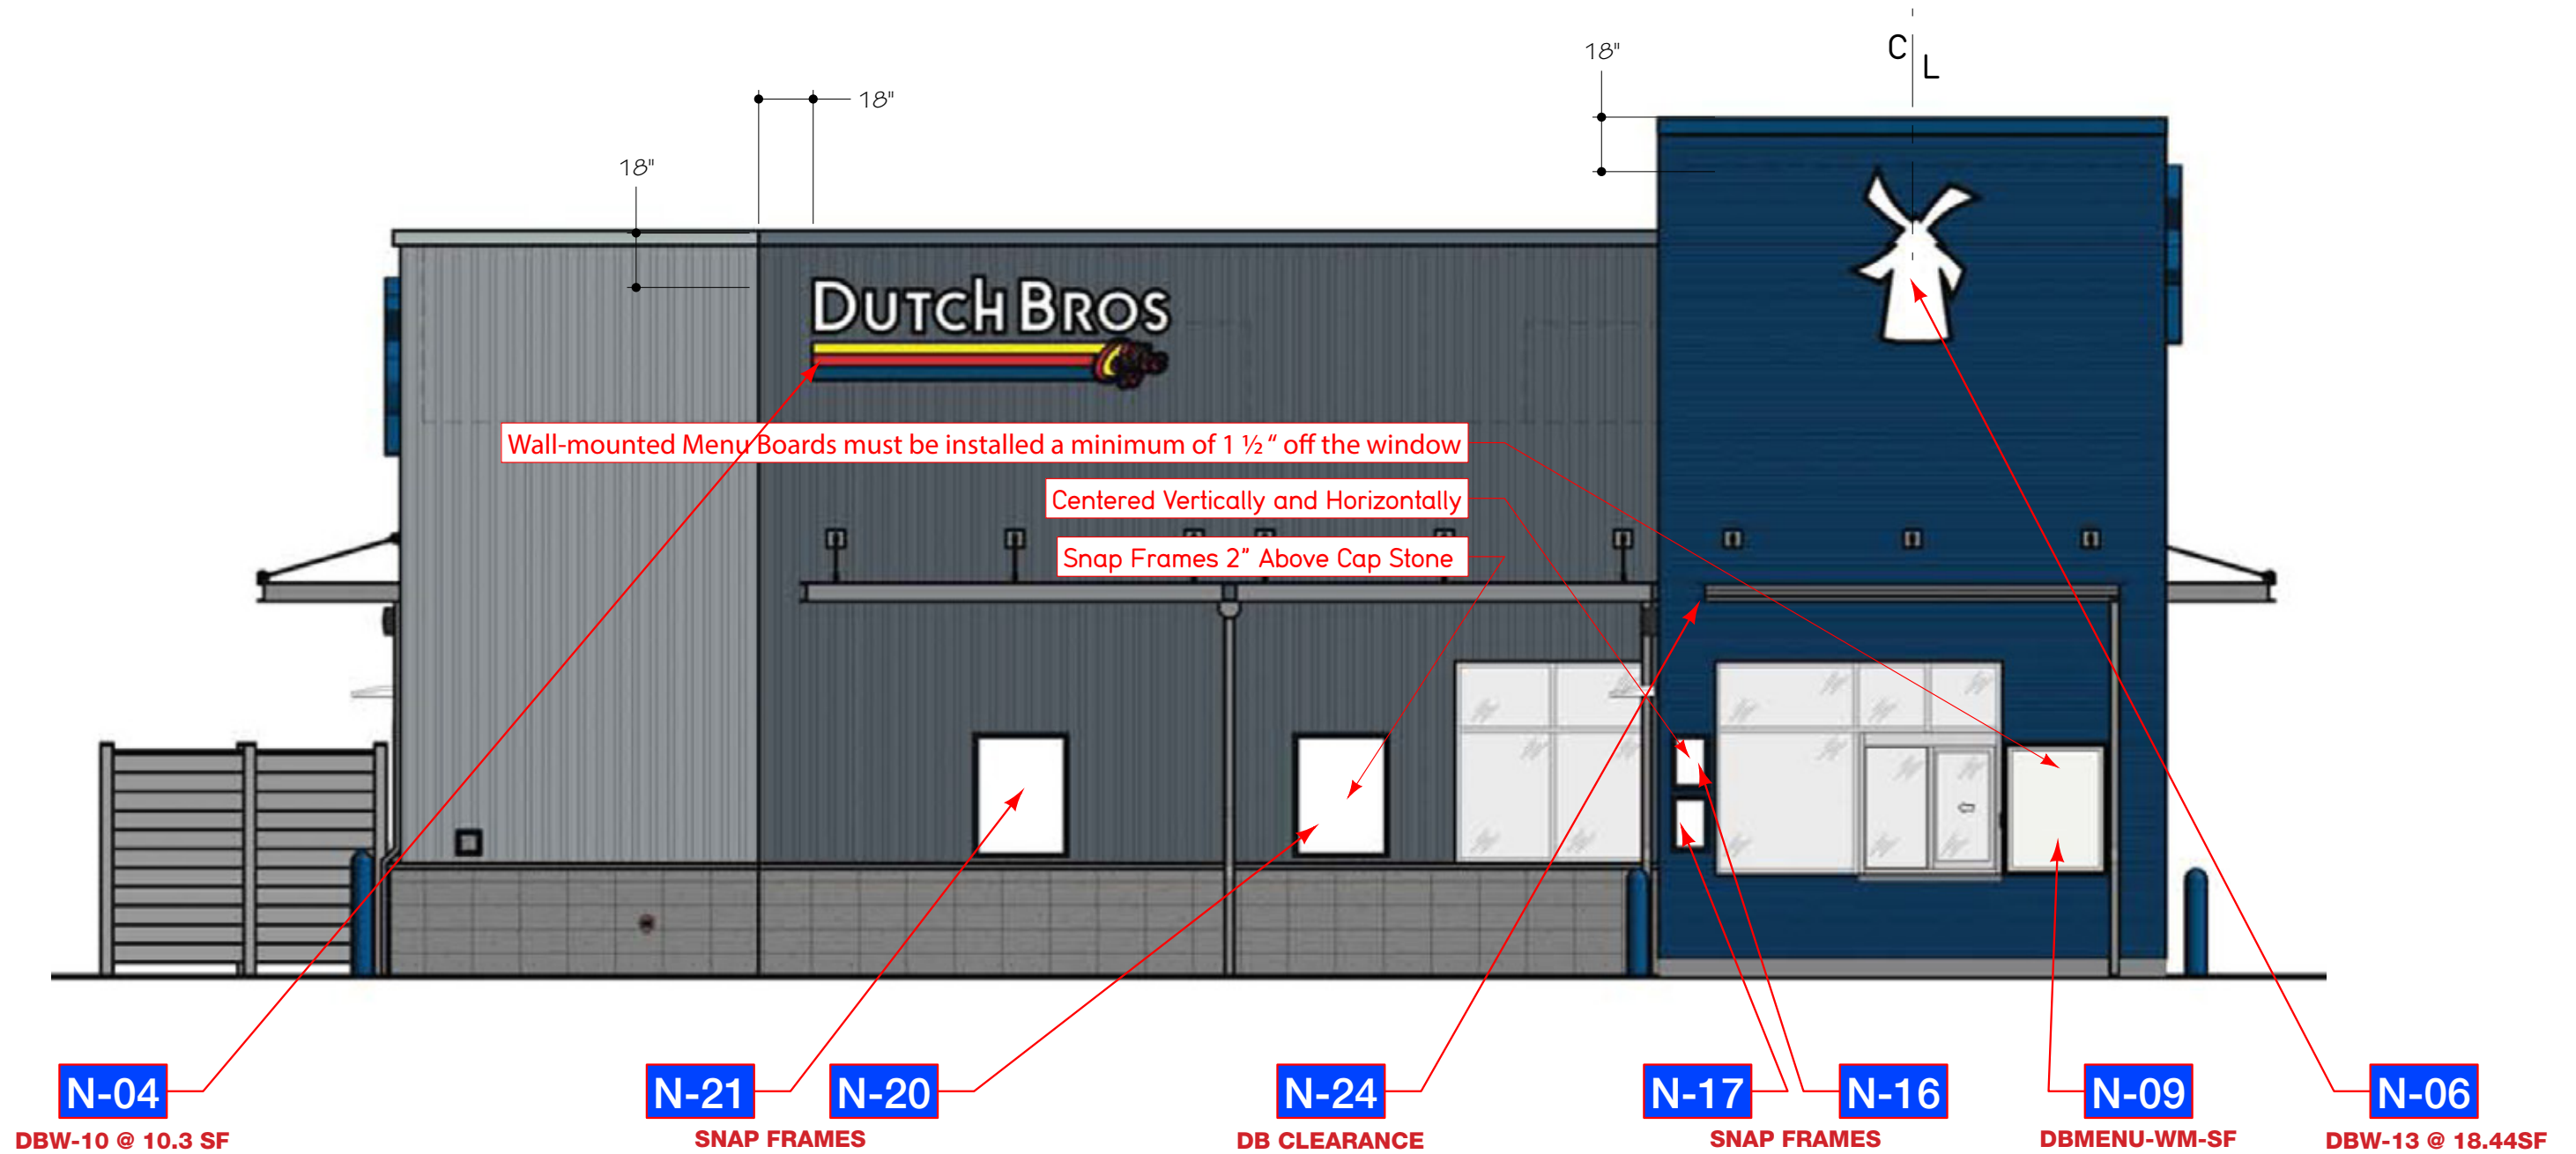 18"
C
L
18"
18"
DUTCH BROS
Wall-mounted Menu Boards must be installed a minimum of 1 ½ “ off the window
Centered Vertically and Horizontally
Snap Frames 2” Above Cap Stone
N-04
N-21
N-20
N-24
N-17
N-16
N-09
N-06
DBW-10 @ 10.3 SF
SNAP FRAMES
DB CLEARANCE
SNAP FRAMES
DBMENU-WM-SF
DBW-13 @ 18.44SF